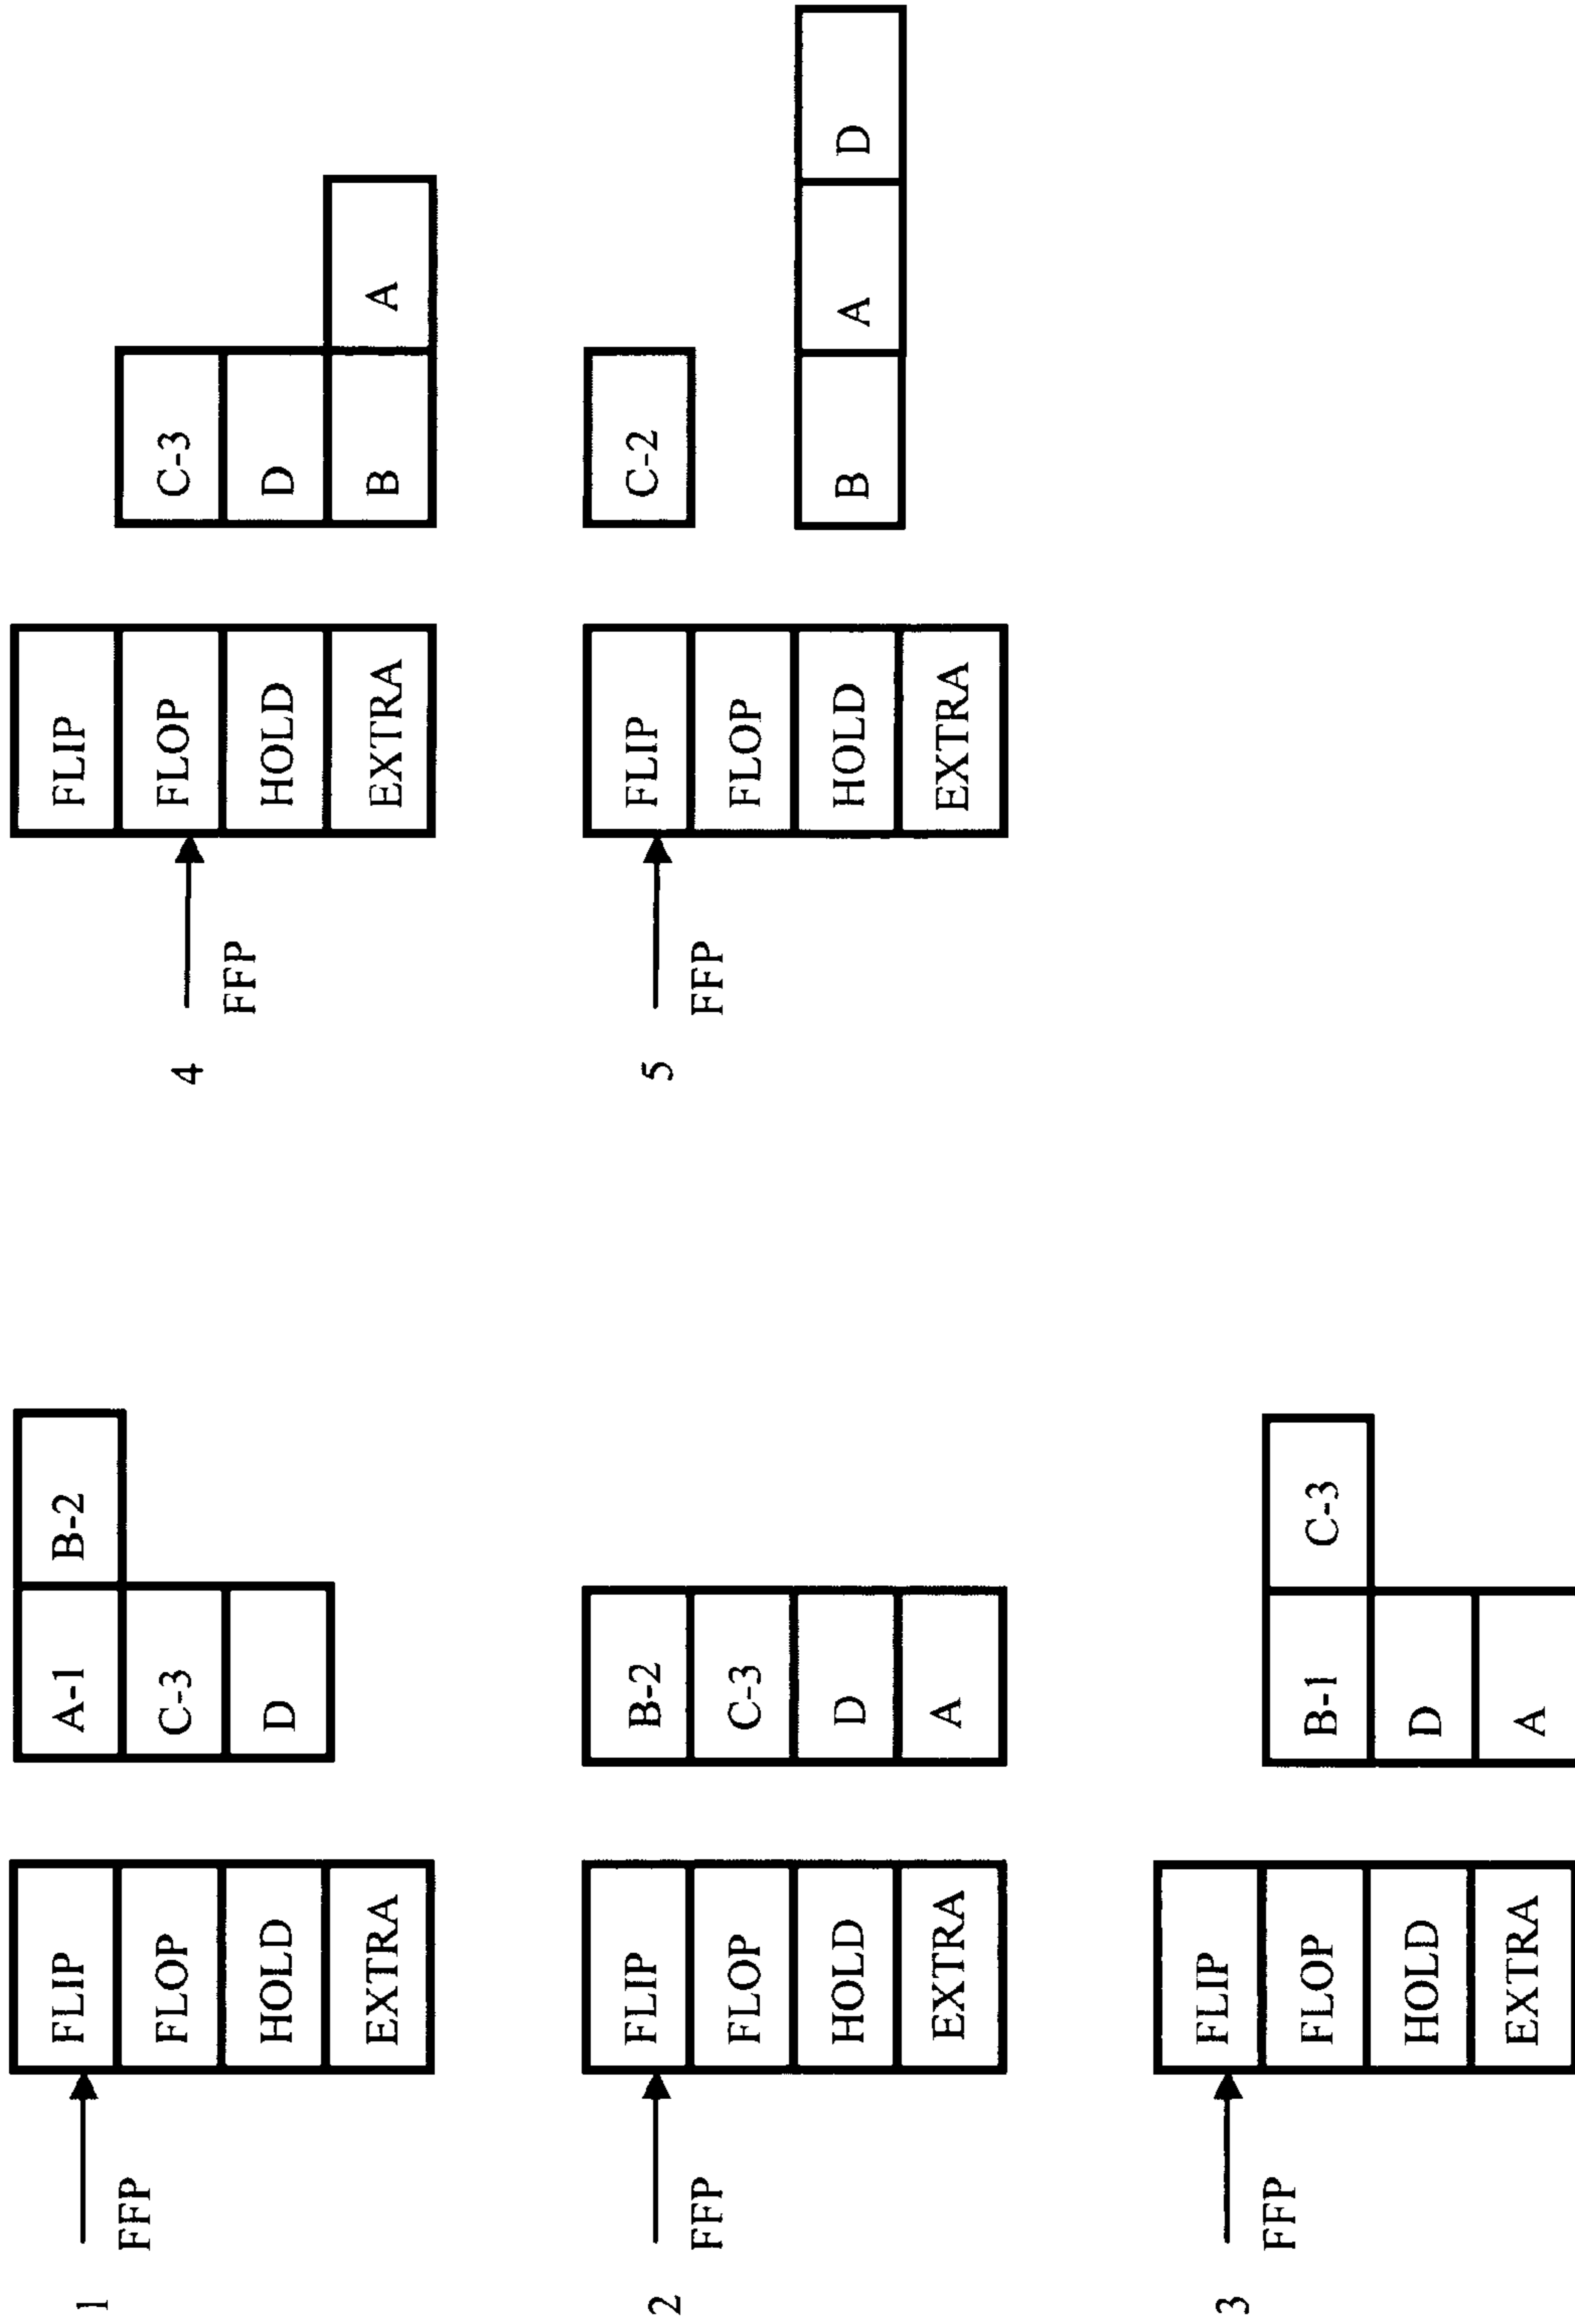 1 FLIP A-1 B-2
FFP
FLOP C-3
HOLD D
EXTRA
2 FLIP B-2
FFP
FLOP C-3
HOLD D
EXTRA A
3 FLIP
FFP
FLOP B-1 C-3
HOLD D
EXTRA A
FLIP
4 FLOP C-3
FFP
HOLD D
EXTRA B A
5 FLIP C-2
FFP
FLOP
HOLD B A D
EXTRA